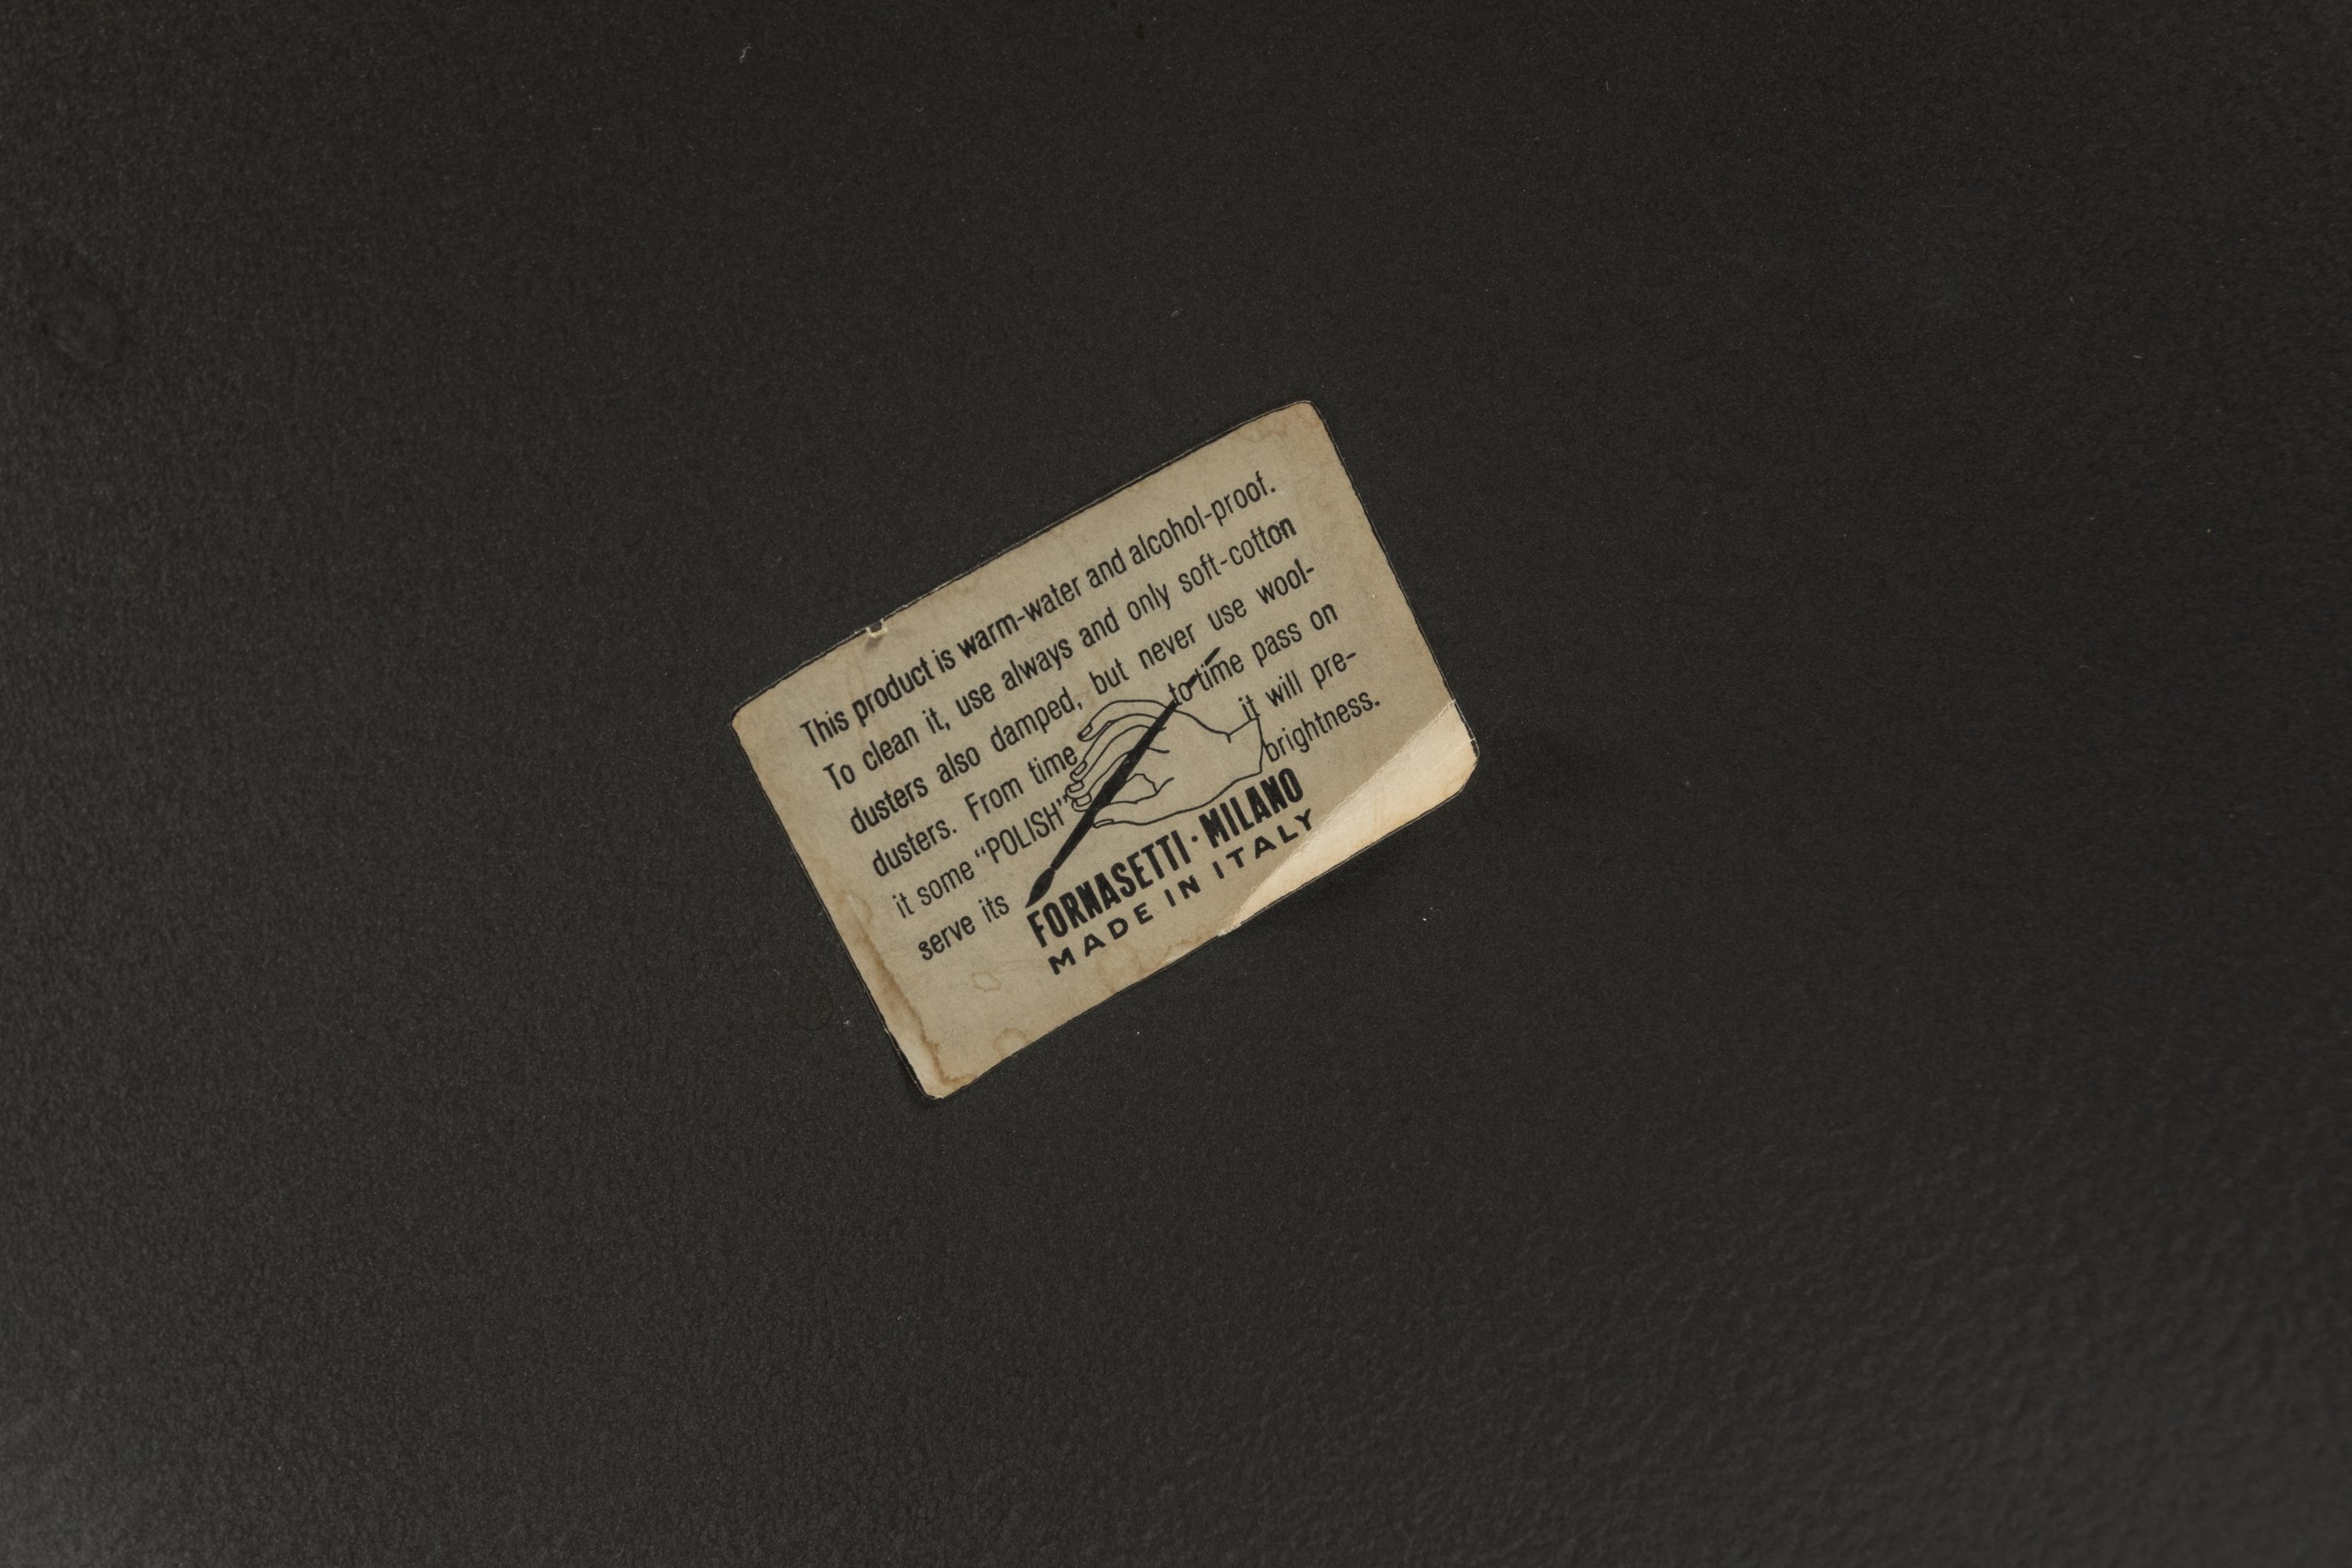 This product is warm-water and alcohol-proof.
To clean it, use always and only soft-cotton
dusters also damped, but never use wool-
dusters. From time to time pass on
it some "POLISH" it will pre-
serve its brightness.
FORNASETTI · MILANO
MADE IN ITALY